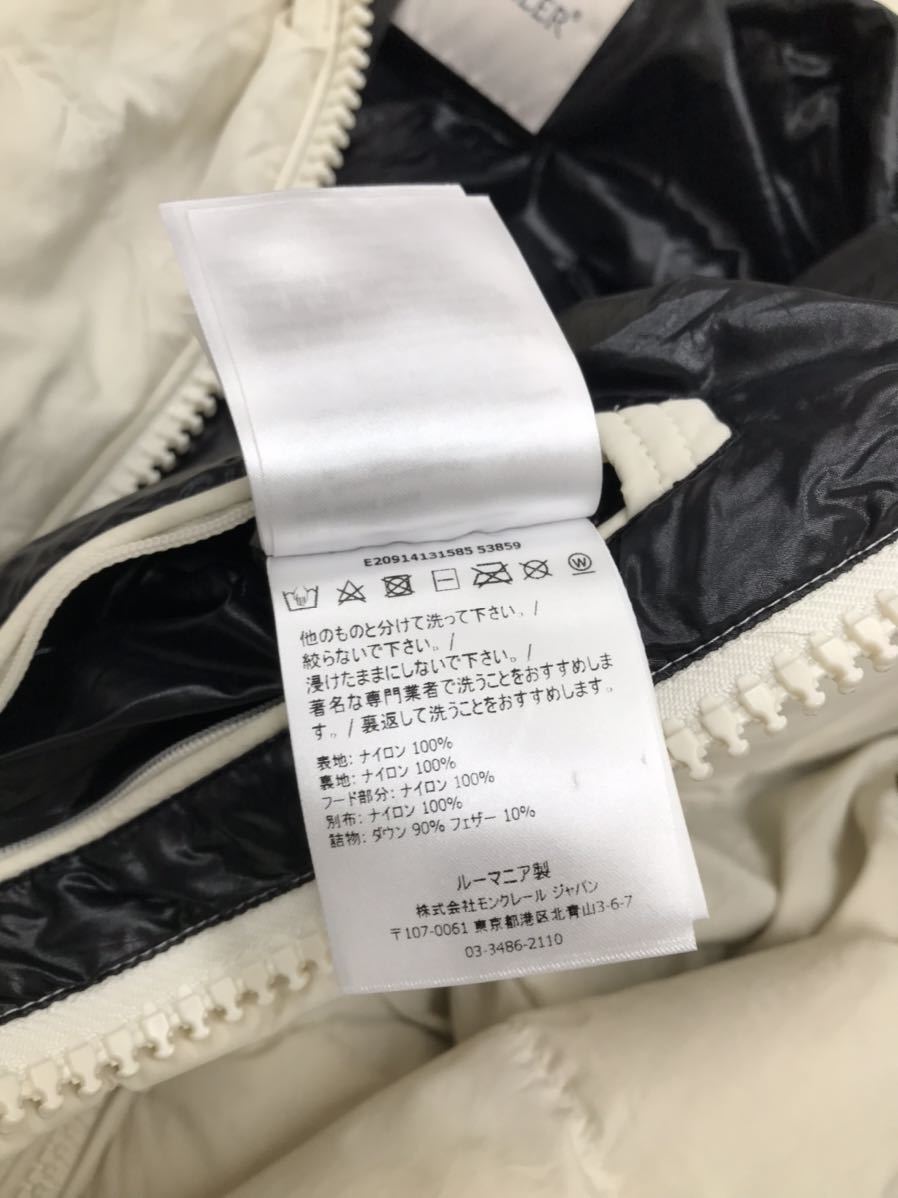 LER®
E20914131585 53859
W
他のものと分けて洗って下さい。/
絞らないで下さい。/
浸けたままにしないで下さい。/
著名な専門業者で洗うことをおすすめしま
す。/ 裏返して洗うことをおすすめします。
表地: ナイロン 100%
裏地: ナイロン 100%
フード部分: ナイロン 100%
別布: ナイロン 100%
詰物: ダウン 90% フェザー 10%
ルーマニア製
株式会社モンクレール ジャパン
〒107-0061 東京都港区北青山3-6-7
03-3486-2110